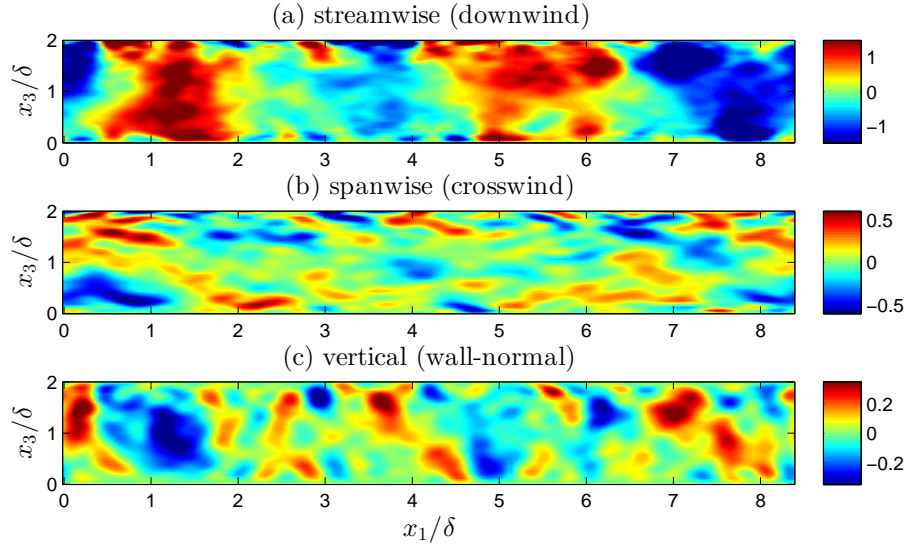 (a) streamwise (downwind)
x₃/δ
2
1
0
0 1 2 3 4 5 6 7 8
1
0
−1
(b) spanwise (crosswind)
x₃/δ
2
1
0
0 1 2 3 4 5 6 7 8
0.5
0
−0.5
(c) vertical (wall-normal)
x₃/δ
2
1
0
0 1 2 3 4 5 6 7 8
0.2
0
−0.2
x₁/δ